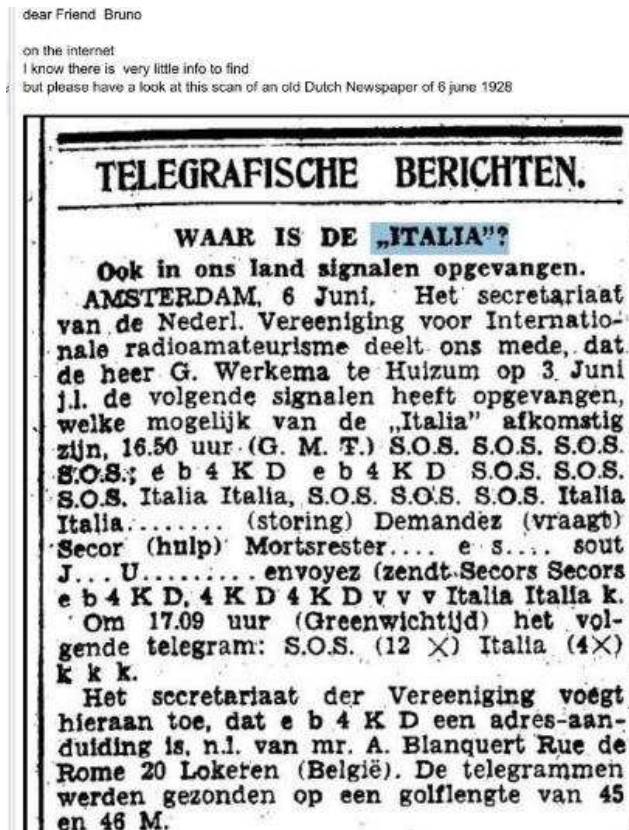 dear Friend Bruno
on the internet
I know there is very little info to find
but please have a look at this scan of an old Dutch Newspaper of 6 june 1928
TELEGRAFISCHE BERICHTEN.
WAAR IS DE „ITALIA”?
Ook in ons land signalen opgevangen.
AMSTERDAM, 6 Juni. Het secretariaat
van de Nederl. Vereeniging voor Internatio-
nale radioamateurisme deelt ons mede, dat
de heer G. Werkema te Huizum op 3 Juni
j.l. de volgende signalen heeft opgevangen,
welke mogelijk van de „Italia” afkomstig
zijn, 16.50 uur (G. M. T.) S.O.S. S.O.S. S.O.S.
S.O.S.; e b 4 K D e b 4 K D S.O.S. S.O.S.
S.O.S. Italia Italia, S.O.S. S.O.S. S.O.S. Italia
Italia........ (storing) Demandez (vraagt)
Secor (hulp) Mortsrester.... e s.... sout
J... U......... envoyez (zendt Secors Secors
e b 4 K D, 4 K D 4 K D v v v Italia Italia k.
Om 17.09 uur (Greenwichtijd) het vol-
gende telegram: S.O.S. (12 ×) Italia (4×)
k k k.
Het secretariaat der Vereeniging voegt
hieraan toe, dat e b 4 K D een adres-aan-
duiding is, n.l. van mr. A. Blanquert Rue de
Rome 20 Lokeren (België). De telegrammen
werden gezonden op een golflengte van 45
en 46 M.